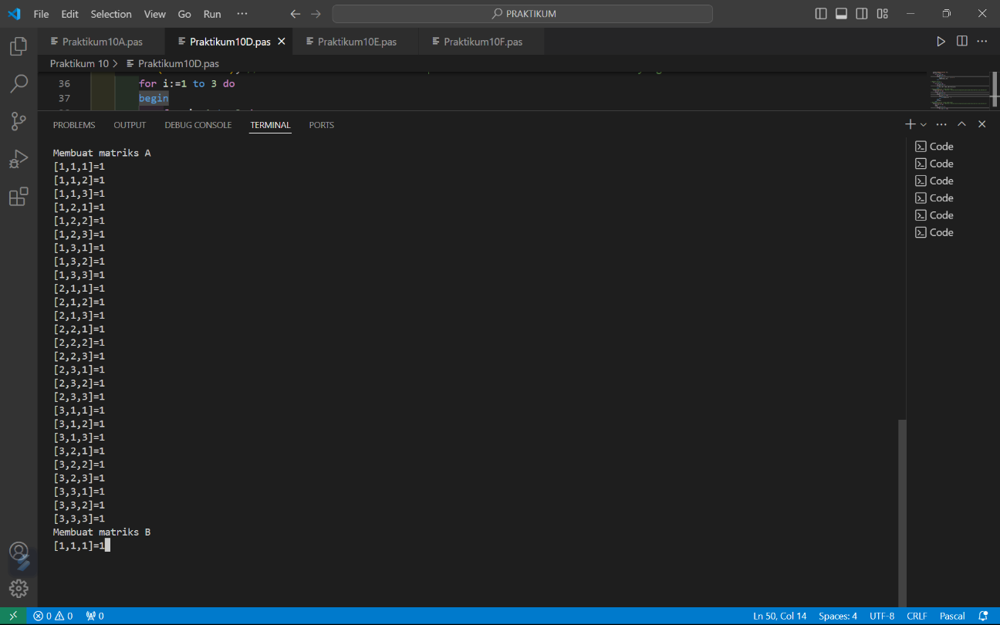 File Edit Selection View Go Run ··· PRAKTIKUM
Praktikum10A.pas Praktikum10D.pas Praktikum10E.pas Praktikum10F.pas
Praktikum 10 > Praktikum10D.pas
36 for i:=1 to 3 do
37 begin
PROBLEMS OUTPUT DEBUG CONSOLE TERMINAL PORTS
Membuat matriks A
[1,1,1]=1
[1,1,2]=1
[1,1,3]=1
[1,2,1]=1
[1,2,2]=1
[1,2,3]=1
[1,3,1]=1
[1,3,2]=1
[1,3,3]=1
[2,1,1]=1
[2,1,2]=1
[2,1,3]=1
[2,2,1]=1
[2,2,2]=1
[2,2,3]=1
[2,3,1]=1
[2,3,2]=1
[2,3,3]=1
[3,1,1]=1
[3,1,2]=1
[3,1,3]=1
[3,2,1]=1
[3,2,2]=1
[3,2,3]=1
[3,3,1]=1
[3,3,2]=1
[3,3,3]=1
Membuat matriks B
[1,1,1]=1
Code
Code
Code
Code
Code
Code
0 0 0 Ln 50, Col 14 Spaces: 4 UTF-8 CRLF Pascal